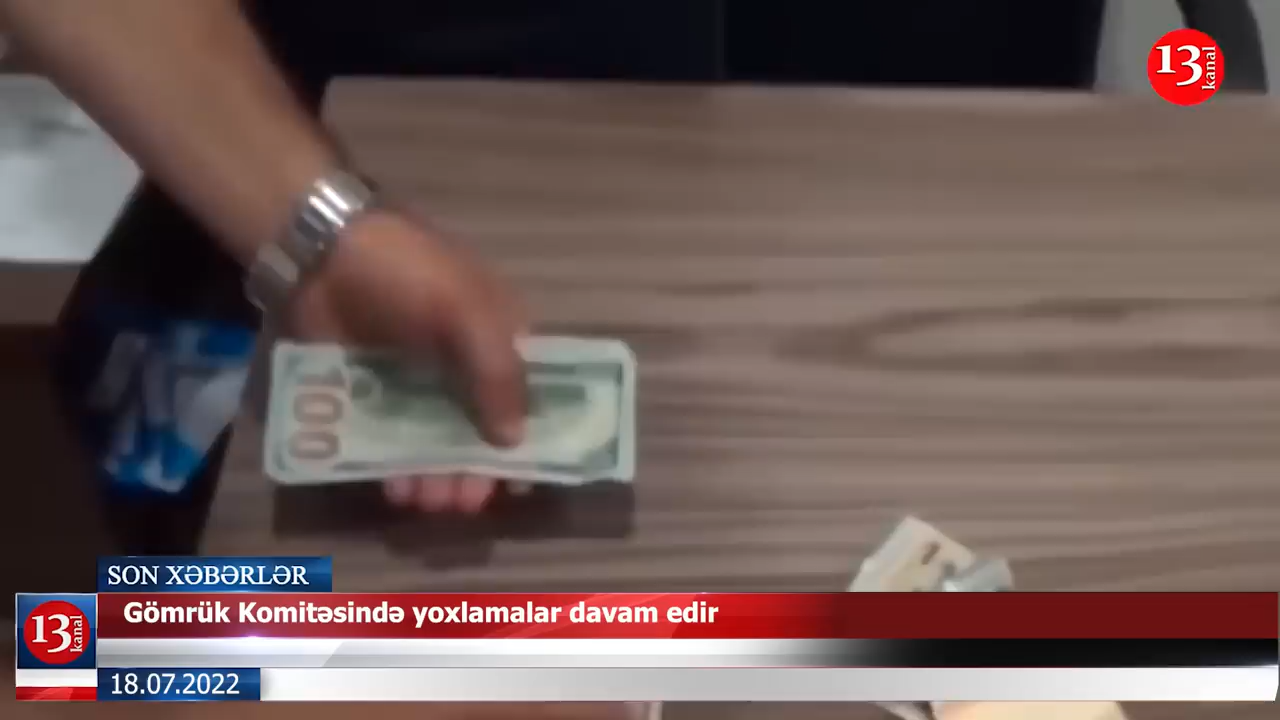 13
kanal
100
SON XƏBƏRLƏR
Gömrük Komitəsində yoxlamalar davam edir
13
kanal
18.07.2022